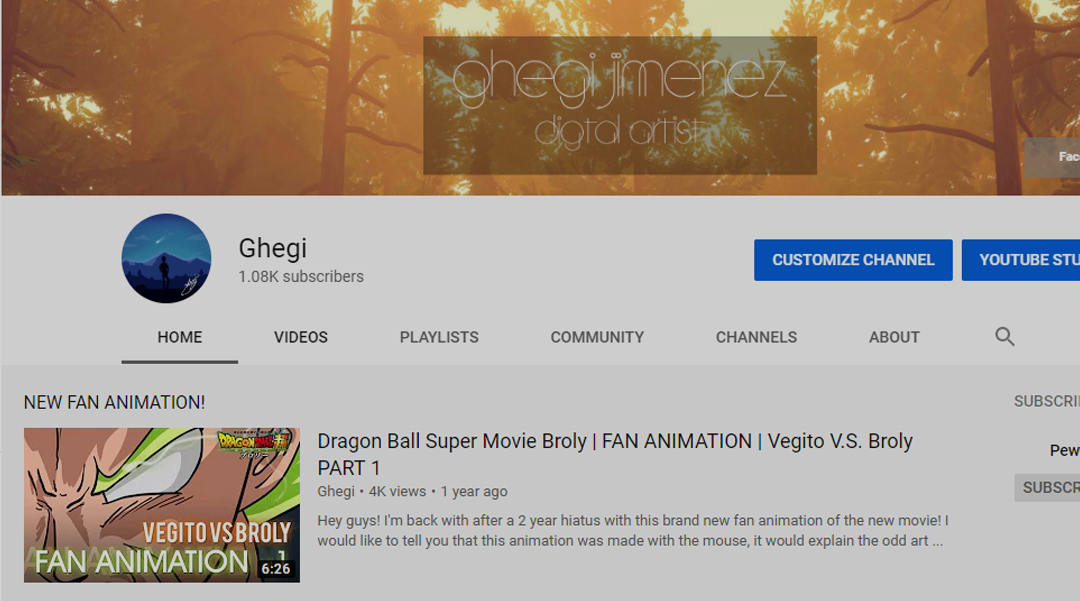 ghegi jimenez
digtal artist
Fac
Ghegi
1.08K subscribers
CUSTOMIZE CHANNEL
YOUTUBE STU
HOME
VIDEOS
PLAYLISTS
COMMUNITY
CHANNELS
ABOUT
NEW FAN ANIMATION!
SUBSCRI
Dragon Ball Super Movie Broly | FAN ANIMATION | Vegito V.S. Broly
PART 1
Ghegi • 4K views • 1 year ago
Hey guys! I'm back with after a 2 year hiatus with this brand new fan animation of the new movie! I
would like to tell you that this animation was made with the mouse, it would explain the odd art ...
DRAGON BALL
VEGITO VS BROLY
FAN ANIMATION 1
6:26
Pew
SUBSCR